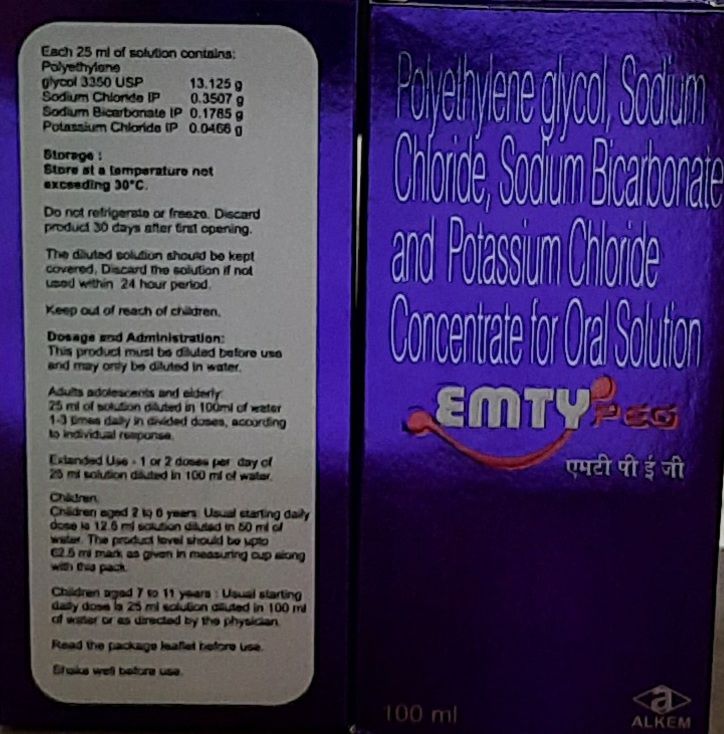 Each 25 ml of solution contains:
Polyethylene
glycol 3350 USP 13.125 g
Sodium Chloride IP 0.3507 g
Sodium Bicarbonate IP 0.1785 g
Potassium Chloride IP 0.0466 g
Storage :
Store at a temperature not
exceeding 30°C.
Do not refrigerate or freeze. Discard
product 30 days after first opening.
The diluted solution should be kept
covered. Discard the solution if not
used within 24 hour period.
Keep out of reach of children.
Dosage and Administration:
This product must be diluted before use
and may only be diluted in water.
Adults adolescents and elderly:
25 ml of solution diluted in 100ml of water
1-3 times daily in divided doses, according
to individual response.
Extended Use - 1 or 2 doses per day of
25 ml solution diluted in 100 ml of water.
Children:
Children aged 2 to 6 years: Usual starting daily
dose is 12.5 ml solution diluted in 50 ml of
water. The product level should be upto
62.5 ml mark as given in measuring cup along
with this pack.
Children aged 7 to 11 years : Usual starting
daily dose is 25 ml solution diluted in 100 ml
of water or as directed by the physician.
Read the package leaflet before use.
Shake well before use.
Polyethylene glycol, Sodium
Chloride, Sodium Bicarbonate
and Potassium Chloride
Concentrate for Oral Solution
EMTY PEG
एमटी पी ई जी
100 ml
a
ALKEM